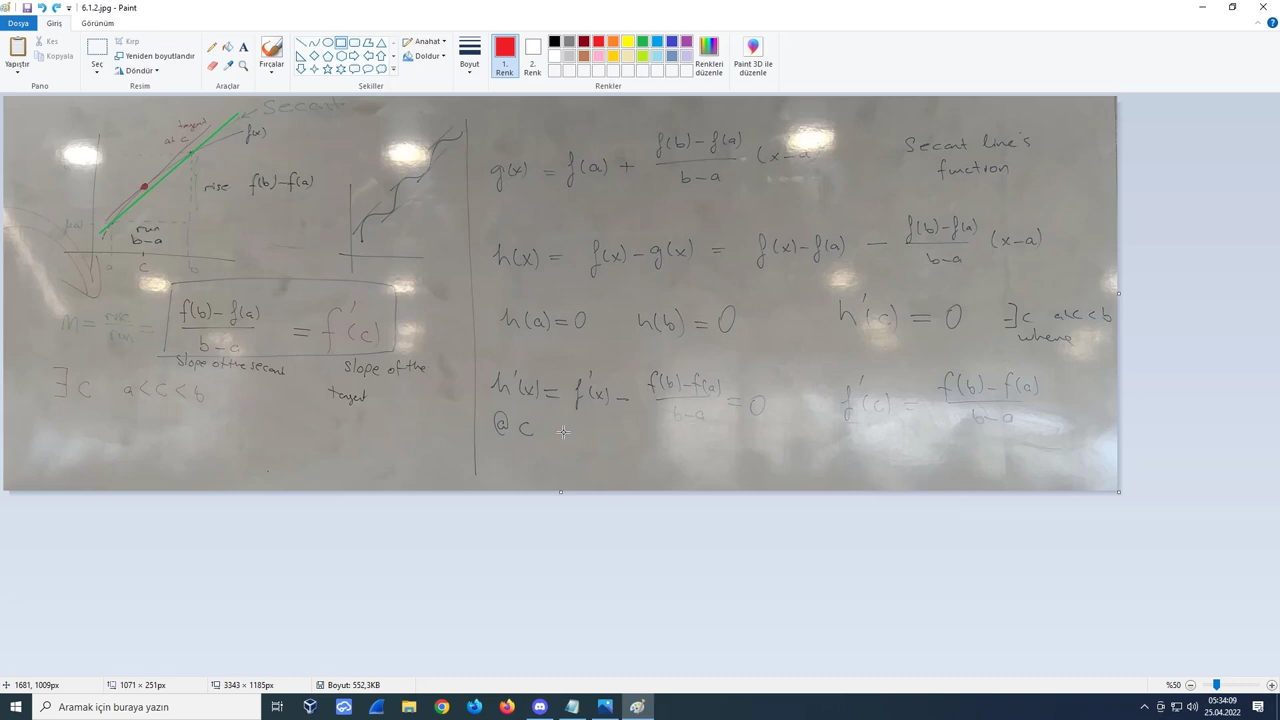 6.1.2.jpg - Paint
Dosya Giriş Görünüm
Yapıştır
Kes
Kopyala
Pano
Seç
Kırp
Yeniden boyutlandır
Döndür
Resim
Araçlar
Fırçalar
Anahat
Doldur
Şekiller
Boyut
1. Renk
2. Renk
Renkleri düzenle
Paint 3D ile düzenle
Renkler
Secant
tangent at c
f(x)
rise f(b)-f(a)
run
b-a
a c b
m = rise/run = (f(b)-f(a))/(b-a) = f'(c)
slope of the secant slope of the
∃ c a<c<b
g(x) = f(a) + (f(b)-f(a))/(b-a) (x-a
Secant line's
function
h(x) = f(x)-g(x) = f(x)-f(a) - (f(b)-f(a))/(b-a) (x-a)
h(a)=0 h(b)=0 h'(c)=0 ∃c a<c<b
where
h'(x) = f'(x) - (f(b)-f(a))/(b-a) = 0 f'(c) = (f(b)-f(a))/(b-a)
@ c
1681, 1009px 1071 × 251px 3343 × 1185px Boyut: 552,3KB %50
Aramak için buraya yazın
05:34:09
25.04.2022